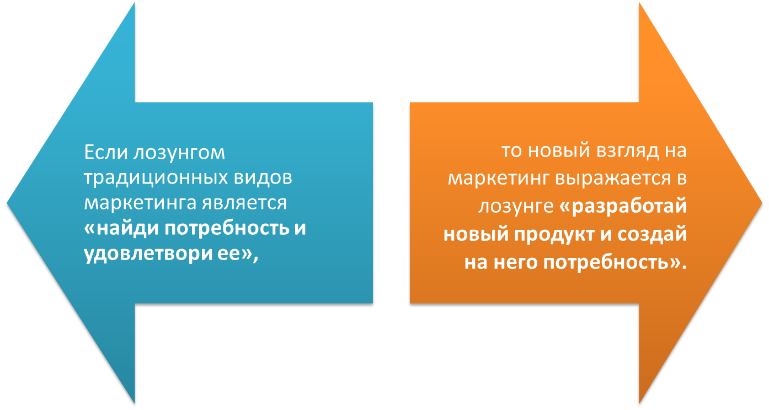 Если лозунгом
традиционных видов
маркетинга является
«найди потребность и
удовлетвори ее»,
то новый взгляд на
маркетинг выражается в
лозунге «разработай
новый продукт и создай
на него потребность».